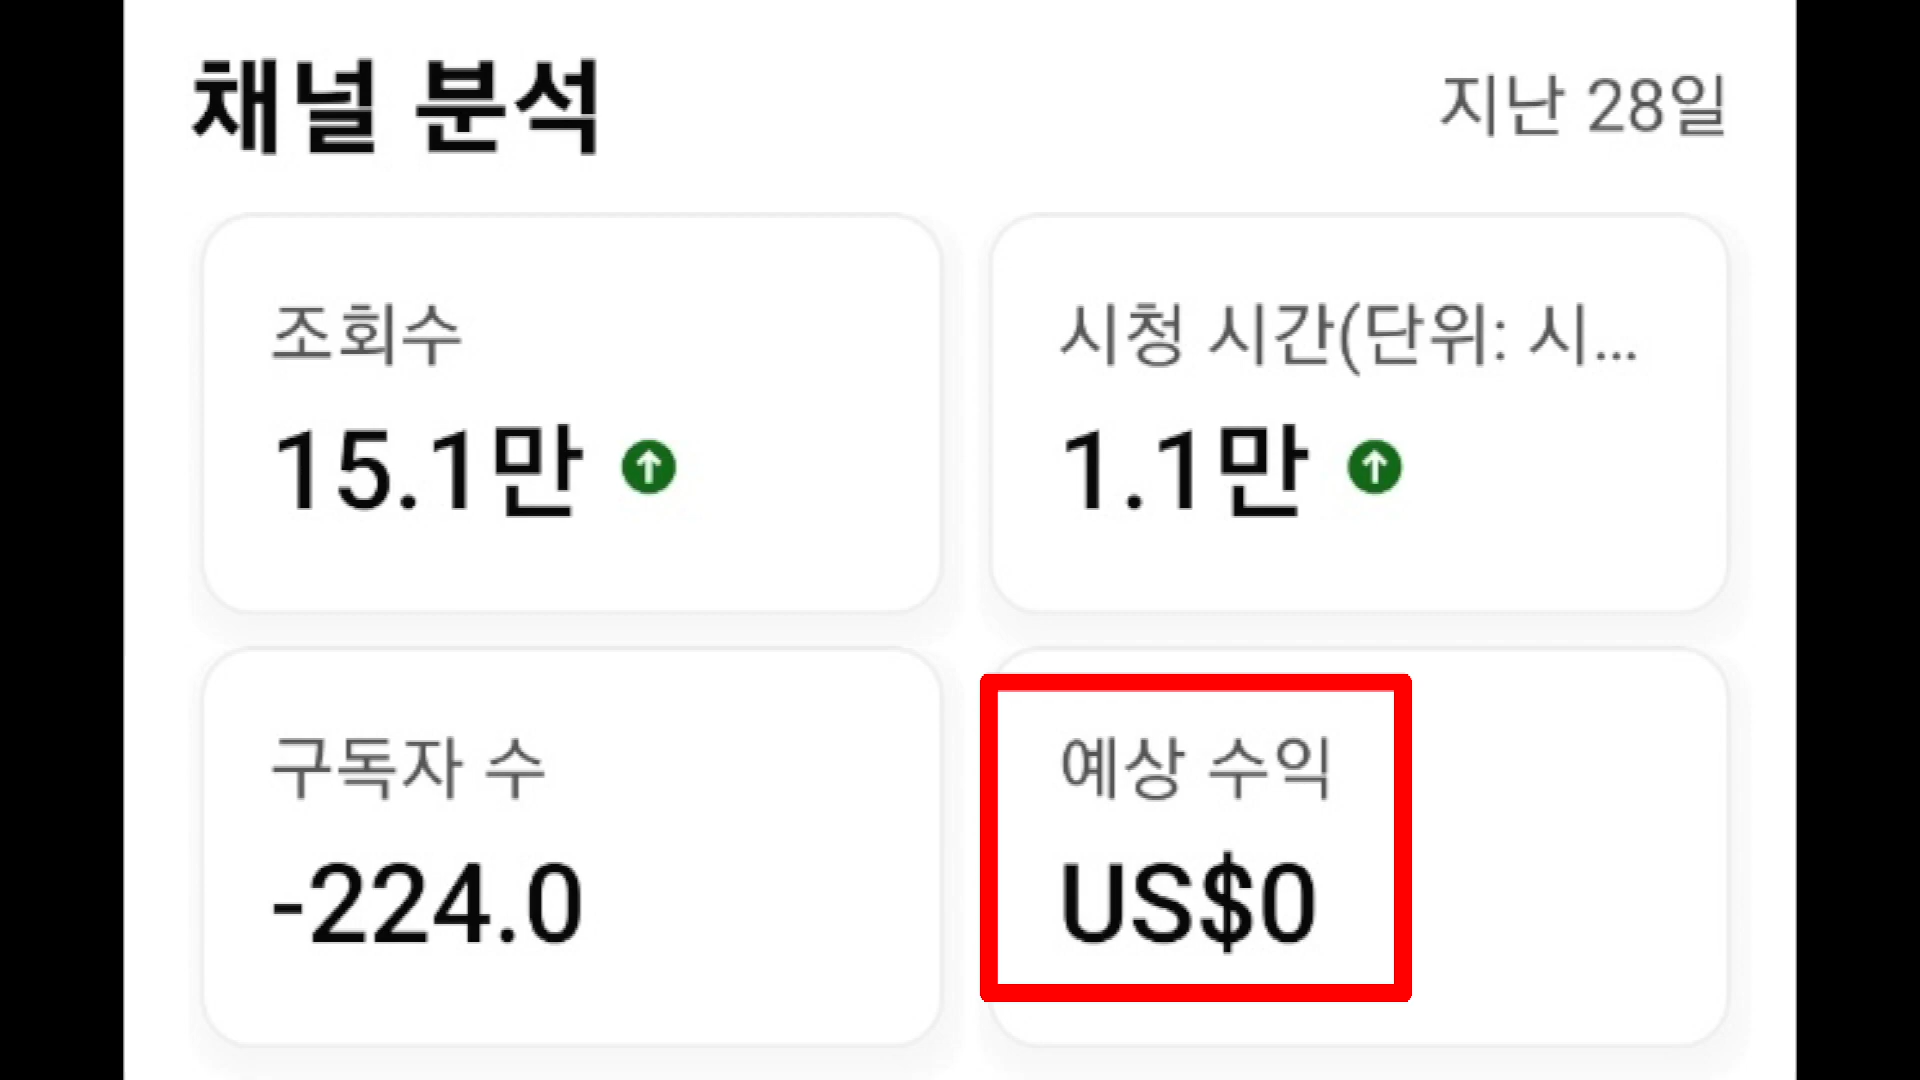 채널 분석
지난 28일
조회수
15.1만
시청 시간(단위: 시...
1.1만
구독자 수
-224.0
예상 수익
US$0